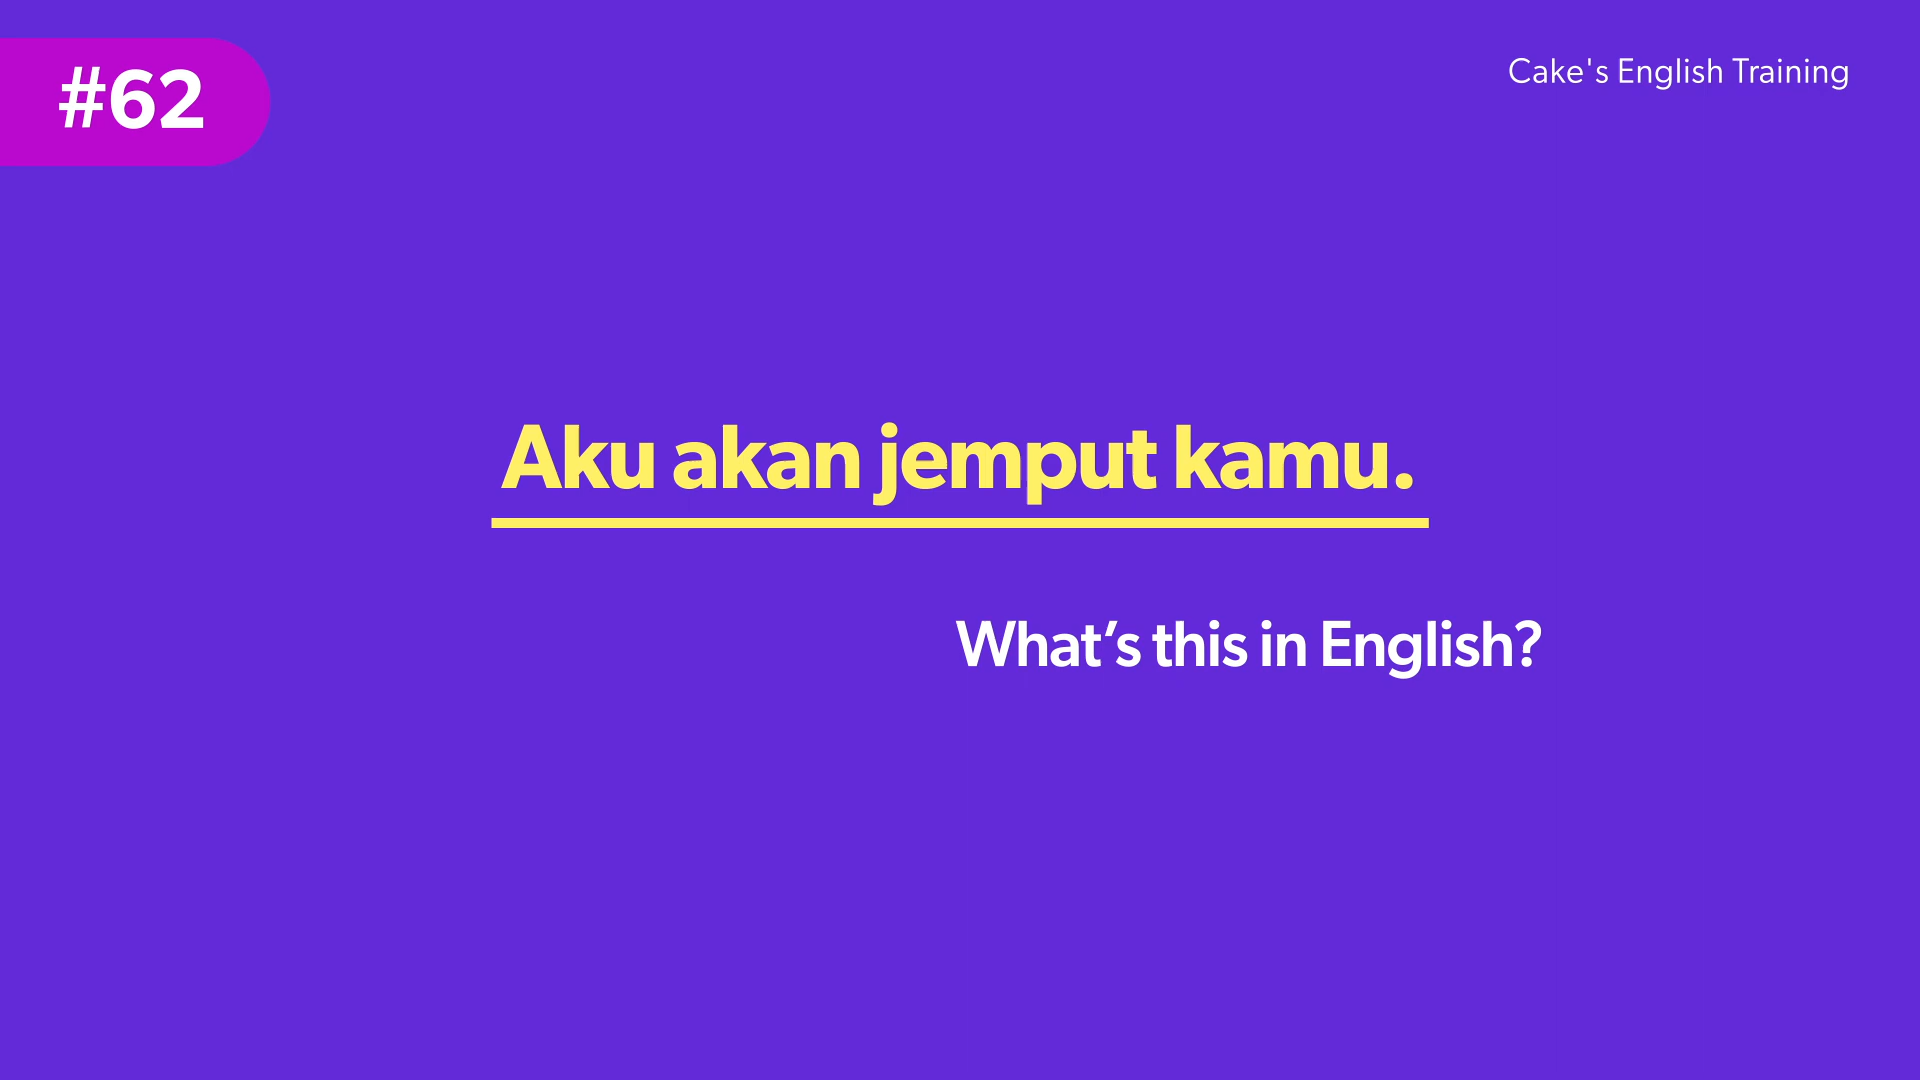 #62
Cake's English Training
Aku akan jemput kamu.
What’s this in English?